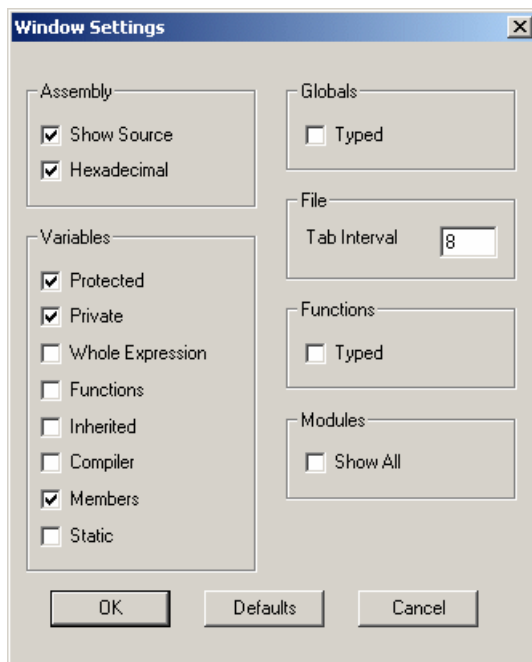 Window Settings
Assembly
Show Source
Hexadecimal
Variables
Protected
Private
Whole Expression
Functions
Inherited
Compiler
Members
Static
Globals
Typed
File
Tab Interval 8
Functions
Typed
Modules
Show All
OK Defaults Cancel